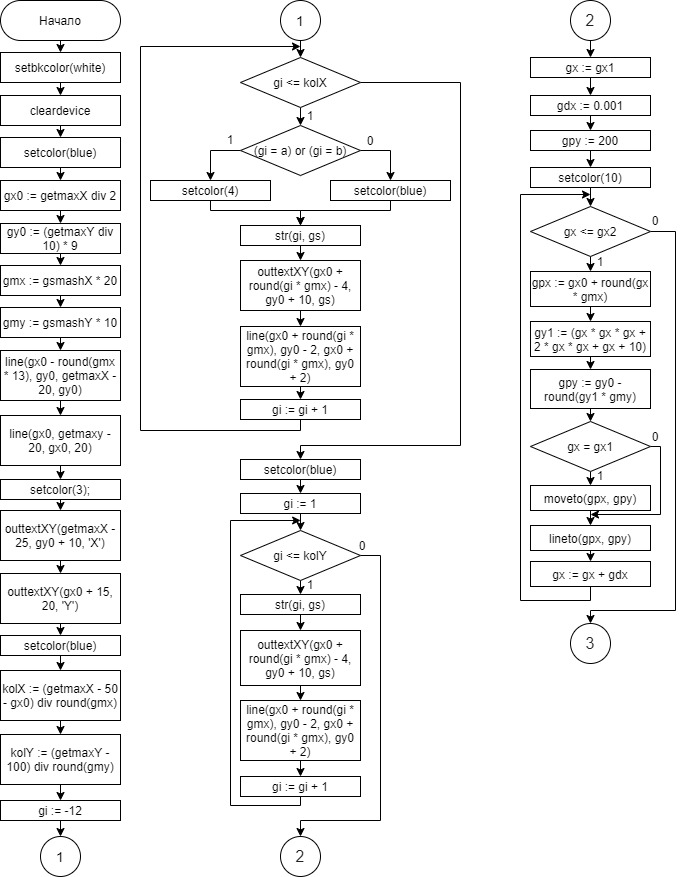 Начало
setbkcolor(white)
cleardevice
setcolor(blue)
gx0 := getmaxX div 2
gy0 := (getmaxY div
10) * 9
gmx := gsmashX * 20
gmy := gsmashY * 10
line(gx0 - round(gmx
* 13), gy0, getmaxX -
20, gy0)
line(gx0, getmaxy -
20, gx0, 20)
setcolor(3);
outtextXY(getmaxX -
25, gy0 + 10, 'X')
outtextXY(gx0 + 15,
20, 'Y')
setcolor(blue)
kolX := (getmaxX - 50
- gx0) div round(gmx)
kolY := (getmaxY -
100) div round(gmy)
gi := -12
1
1
gi <= kolX
1
(gi = a) or (gi = b)
1
0
setcolor(4)
setcolor(blue)
str(gi, gs)
outtextXY(gx0 +
round(gi * gmx) - 4,
gy0 + 10, gs)
line(gx0 + round(gi *
gmx), gy0 - 2, gx0 +
round(gi * gmx), gy0
+ 2)
gi := gi + 1
setcolor(blue)
gi := 1
gi <= kolY
0
1
str(gi, gs)
outtextXY(gx0 +
round(gi * gmx) - 4,
gy0 + 10, gs)
line(gx0 + round(gi *
gmx), gy0 - 2, gx0 +
round(gi * gmx), gy0
+ 2)
gi := gi + 1
2
2
gx := gx1
gdx := 0.001
gpy := 200
setcolor(10)
gx <= gx2
0
1
gpx := gx0 + round(gx
* gmx)
gy1 := (gx * gx * gx +
2 * gx * gx + gx + 10)
gpy := gy0 -
round(gy1 * gmy)
gx = gx1
0
1
moveto(gpx, gpy)
lineto(gpx, gpy)
gx := gx + gdx
3